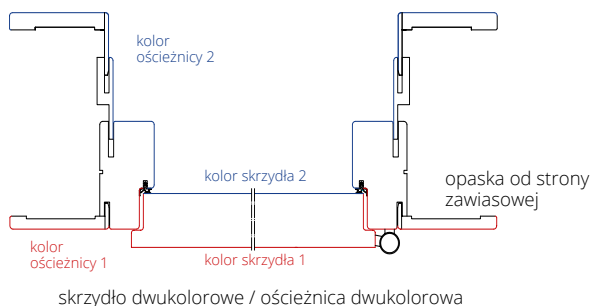 kolor
ościeżnicy 2
kolor skrzydła 2
opaska od strony
zawiasowej
kolor
ościeżnicy 1
kolor skrzydła 1
skrzydło dwukolorowe / ościeżnica dwukolorowa